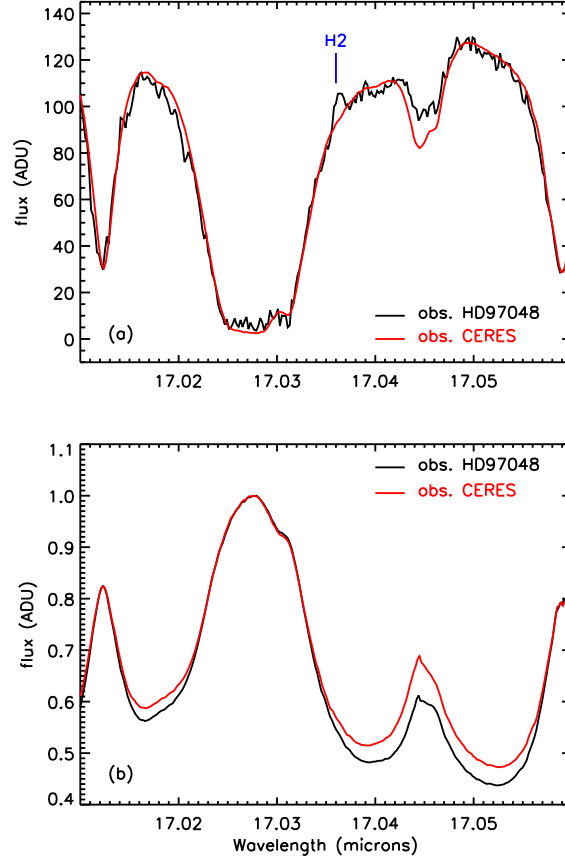 140
120
100
80
60
40
20
0
flux (ADU)
H2
(a)
obs. HD97048
obs. CERES
17.02 17.03 17.04 17.05
1.1
1.0
0.9
0.8
0.7
0.6
0.5
0.4
flux (ADU)
obs. HD97048
obs. CERES
(b)
17.02 17.03 17.04 17.05
Wavelength (microns)